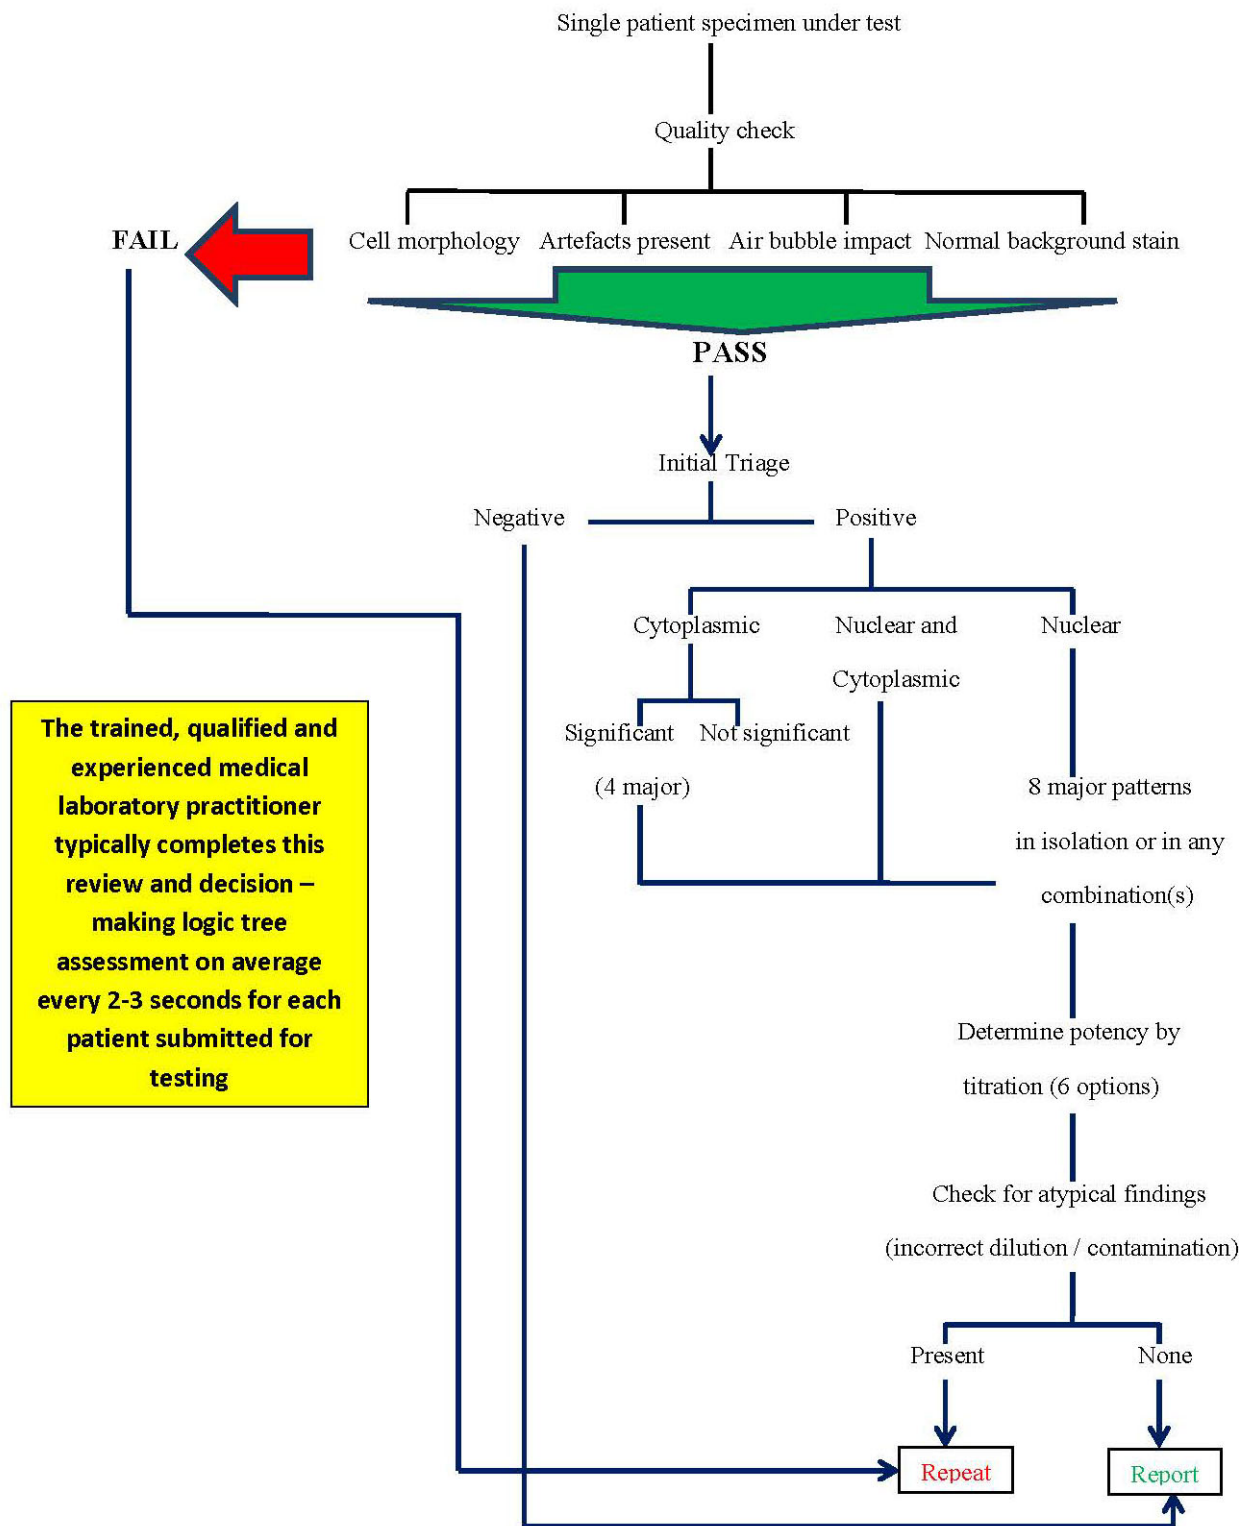 Single patient specimen under test
Quality check
FAIL
Cell morphology
Artefacts present
Air bubble impact
Normal background stain
PASS
Initial Triage
Negative
Positive
Cytoplasmic
Nuclear and
Cytoplasmic
Nuclear
Significant
(4 major)
Not significant
8 major patterns
in isolation or in any
combination(s)
The trained, qualified and
experienced medical
laboratory practitioner
typically completes this
review and decision –
making logic tree
assessment on average
every 2-3 seconds for each
patient submitted for
testing
Determine potency by
titration (6 options)
Check for atypical findings
(incorrect dilution / contamination)
Present
None
Repeat
Report